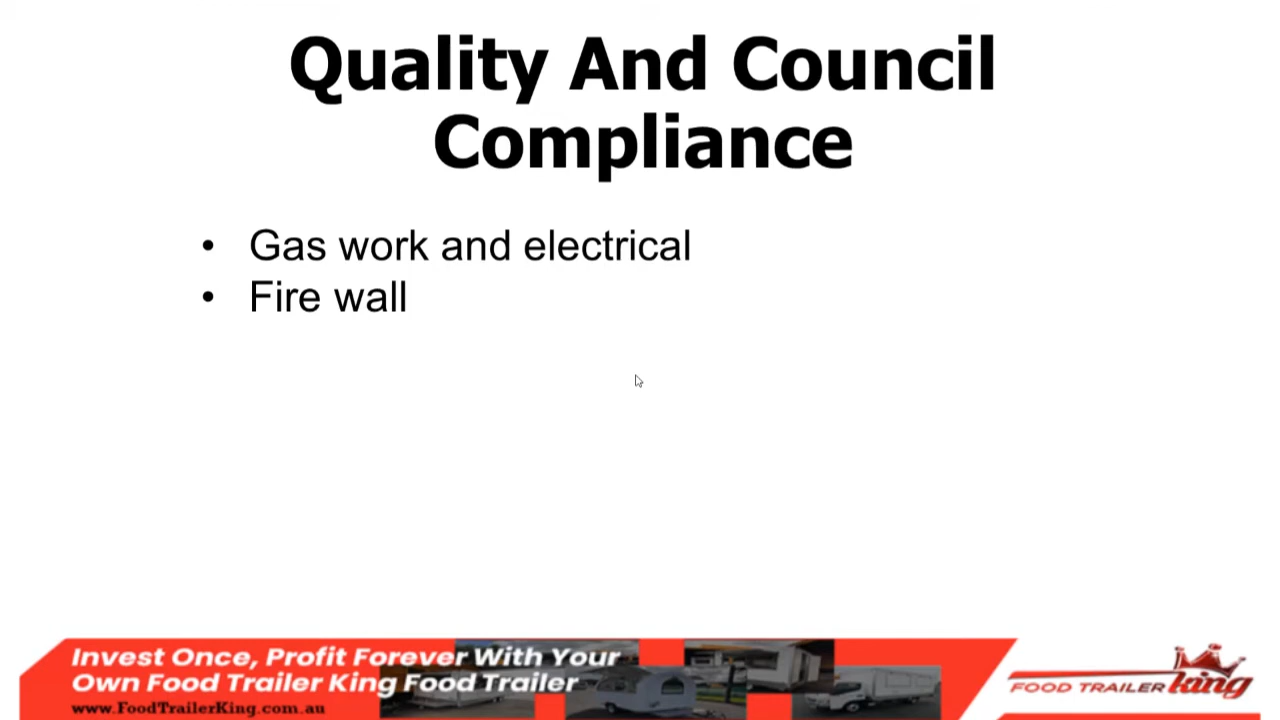 Quality And Council
Compliance
• Gas work and electrical
• Fire wall
Invest Once, Profit Forever With Your
Own Food Trailer King Food Trailer
www.FoodTrailerKing.com.au
FOOD TRAILER king